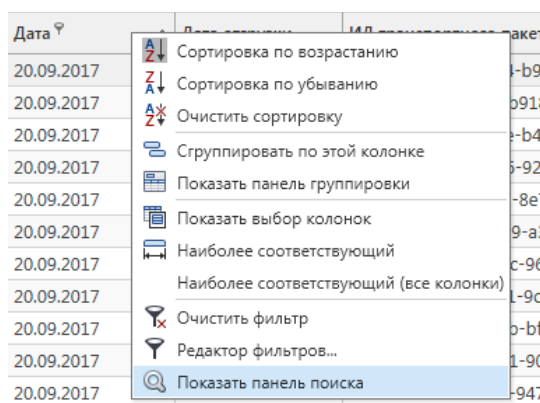 Дата
20.09.2017
20.09.2017
20.09.2017
20.09.2017
20.09.2017
20.09.2017
20.09.2017
20.09.2017
20.09.2017
20.09.2017
20.09.2017
Сортировка по возрастанию
Сортировка по убыванию
Очистить сортировку
Сгруппировать по этой колонке
Показать панель группировки
Показать выбор колонок
Наиболее соответствующий
Наиболее соответствующий (все колонки)
Очистить фильтр
Редактор фильтров...
Показать панель поиска